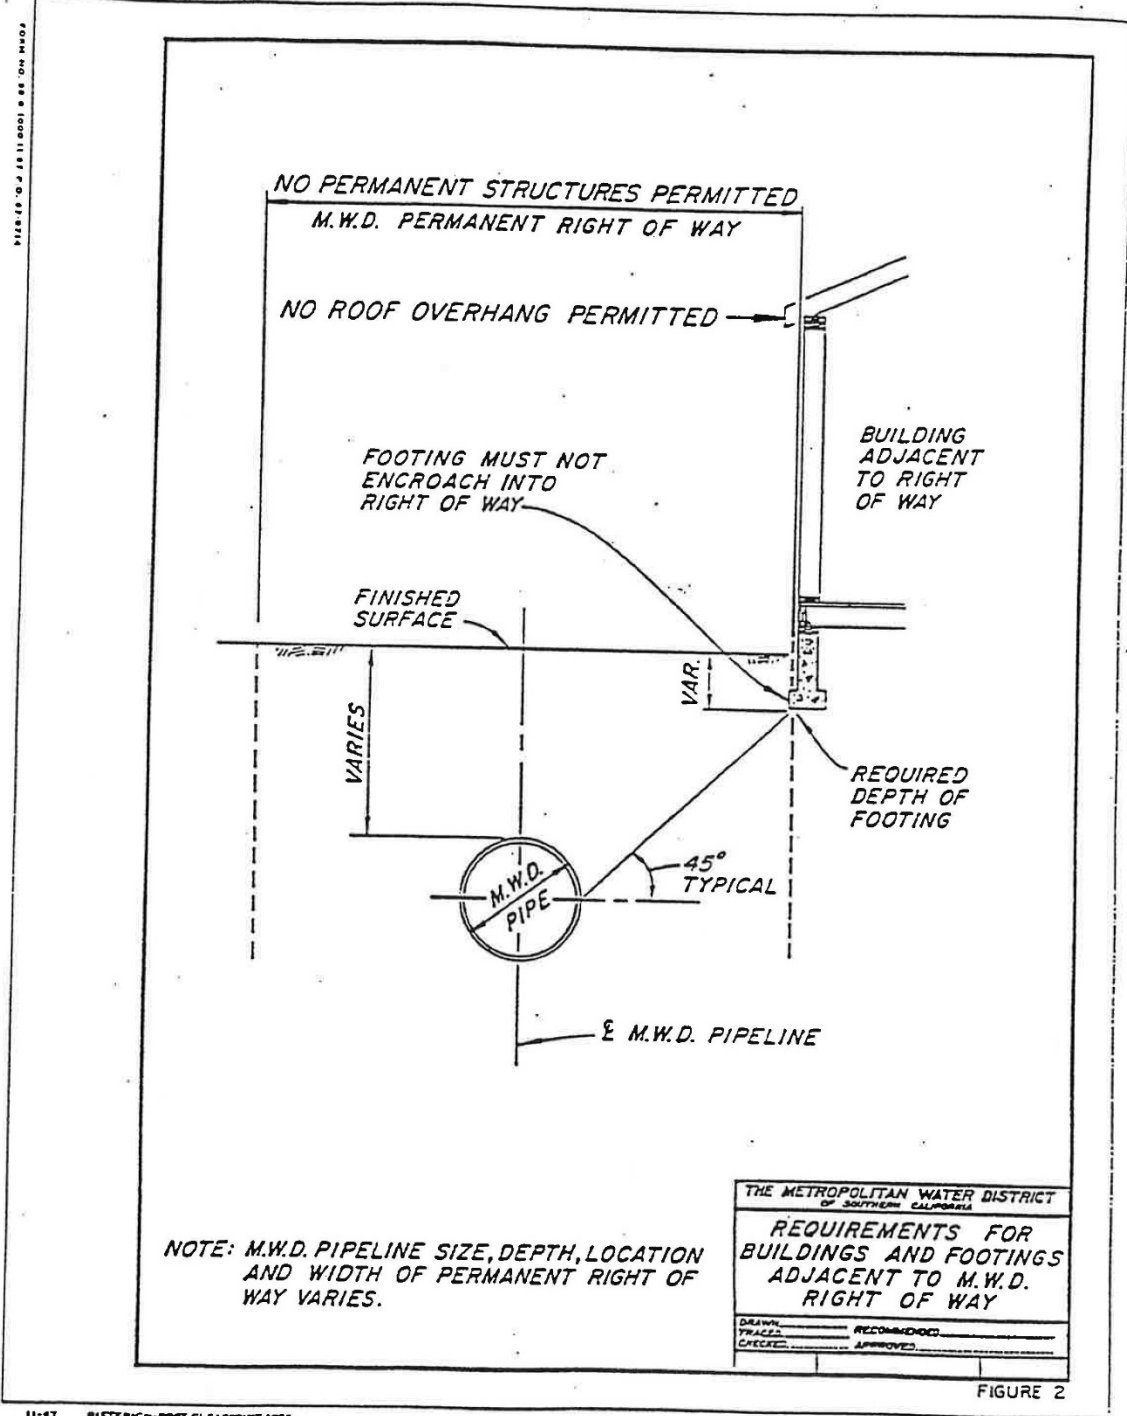 NO PERMANENT STRUCTURES PERMITTED
M.W.D. PERMANENT RIGHT OF WAY
NO ROOF OVERHANG PERMITTED
BUILDING
ADJACENT
TO RIGHT
OF WAY
FOOTING MUST NOT
ENCROACH INTO
RIGHT OF WAY
FINISHED
SURFACE
VAR.
VARIES
REQUIRED
DEPTH OF
FOOTING
45°
TYPICAL
M.W.D.
PIPE
℄ M.W.D. PIPELINE
NOTE: M.W.D. PIPELINE SIZE, DEPTH, LOCATION
AND WIDTH OF PERMANENT RIGHT OF
WAY VARIES.
THE METROPOLITAN WATER DISTRICT
OF SOUTHERN CALIFORNIA
REQUIREMENTS FOR
BUILDINGS AND FOOTINGS
ADJACENT TO M.W.D.
RIGHT OF WAY
DRAWN
TRACED RECOMMENDED
CHECKED APPROVED
FIGURE 2
FORM NO.